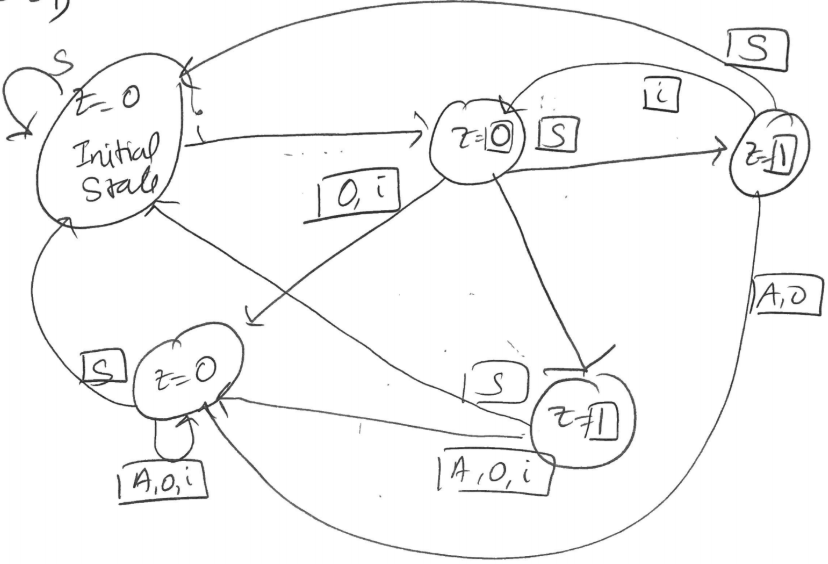 S
S
z=0
i
Initial
State
i
z=0
S
z=1
0, i
A,0
S
z=0
S
z=1
A,0,i
A,0,i